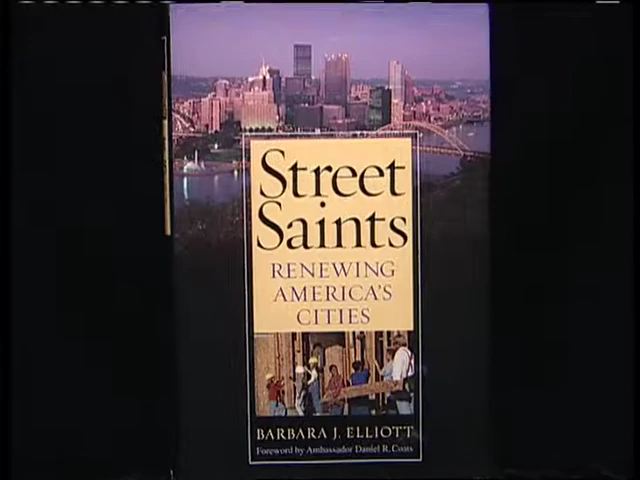 Street
Saints
RENEWING
AMERICA'S
CITIES
BARBARA J. ELLIOTT
Foreword by Ambassador Daniel R. Coats